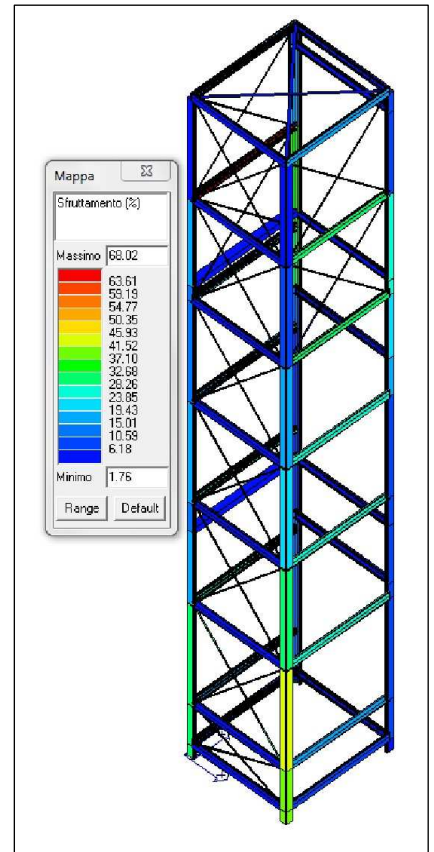 Mappa
Sfruttamento (%)
Massimo 68.02
63.61
59.19
54.77
50.35
45.93
41.52
37.10
32.68
28.26
23.85
19.43
15.01
10.59
6.18
Minimo 1.76
Range Default